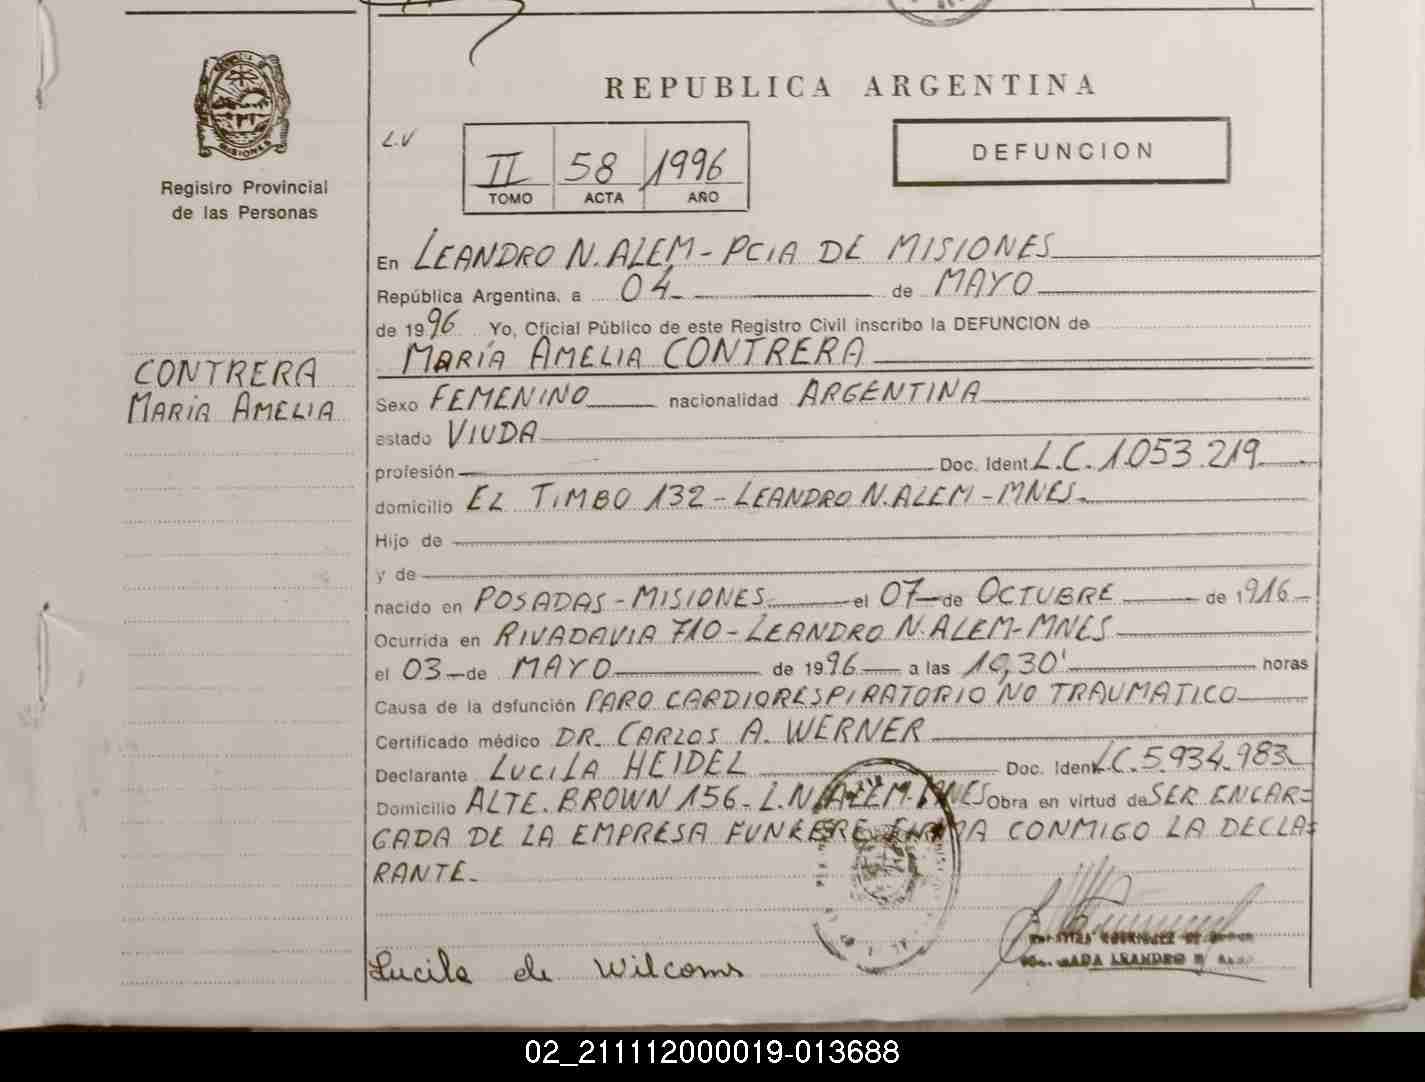 REPUBLICA ARGENTINA
MISIONES
Registro Provincial
de las Personas
L.V
II 58 1996
TOMO ACTA AÑO
DEFUNCION
En LEANDRO N. ALEM - PCIA DE MISIONES
República Argentina, a 04 de MAYO
de 1996 Yo, Oficial Público de este Registro Civil inscribo la DEFUNCION de
MARÍA AMELIA CONTRERA
CONTRERA
MARÍA AMELIA
Sexo FEMENINO nacionalidad ARGENTINA
estado VIUDA
profesión Doc. Ident. L.C. 1.053.219
domicilio EL TIMBO 132 - LEANDRO N. ALEM - MNES.
Hijo de
y de
nacido en POSADAS - MISIONES el 07 de OCTUBRE de 1916
Ocurrida en RIVADAVIA 710 - LEANDRO N. ALEM - MNES
el 03 de MAYO de 1996 a las horas
Causa de la defunción PARO CARDIORESPIRATORIO NO TRAUMATICO
Certificado médico DR. CARLOS A. WERNER
Declarante LUCILA HEIDEL Doc. Ident. LC. 5.934.983
Domicilio ALTE. BROWN 156 - L.N. ALEM - MNES Obra en virtud de SER ENCAR=
GADA DE LA EMPRESA FIRMA CONMIGO LA DECLA=
RANTE.
Lucila de
LEANDRO N.
02_211112000019-013688